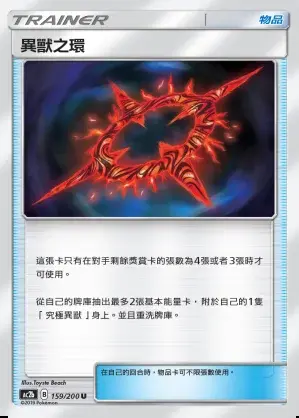 TRAINER
物品
異獸之環
這張卡只有在對手剩餘獎賞卡的張數為4張或者3張時才
可使用。
從自己的牌庫抽出最多2張基本能量卡，附於自己的1隻
「究極異獸」身上。並且重洗牌庫。
在自己的回合時，物品卡可不限張數使用。
Illus.Toyste Beach
AC2b B 159/200 U
©2019 Pokémon